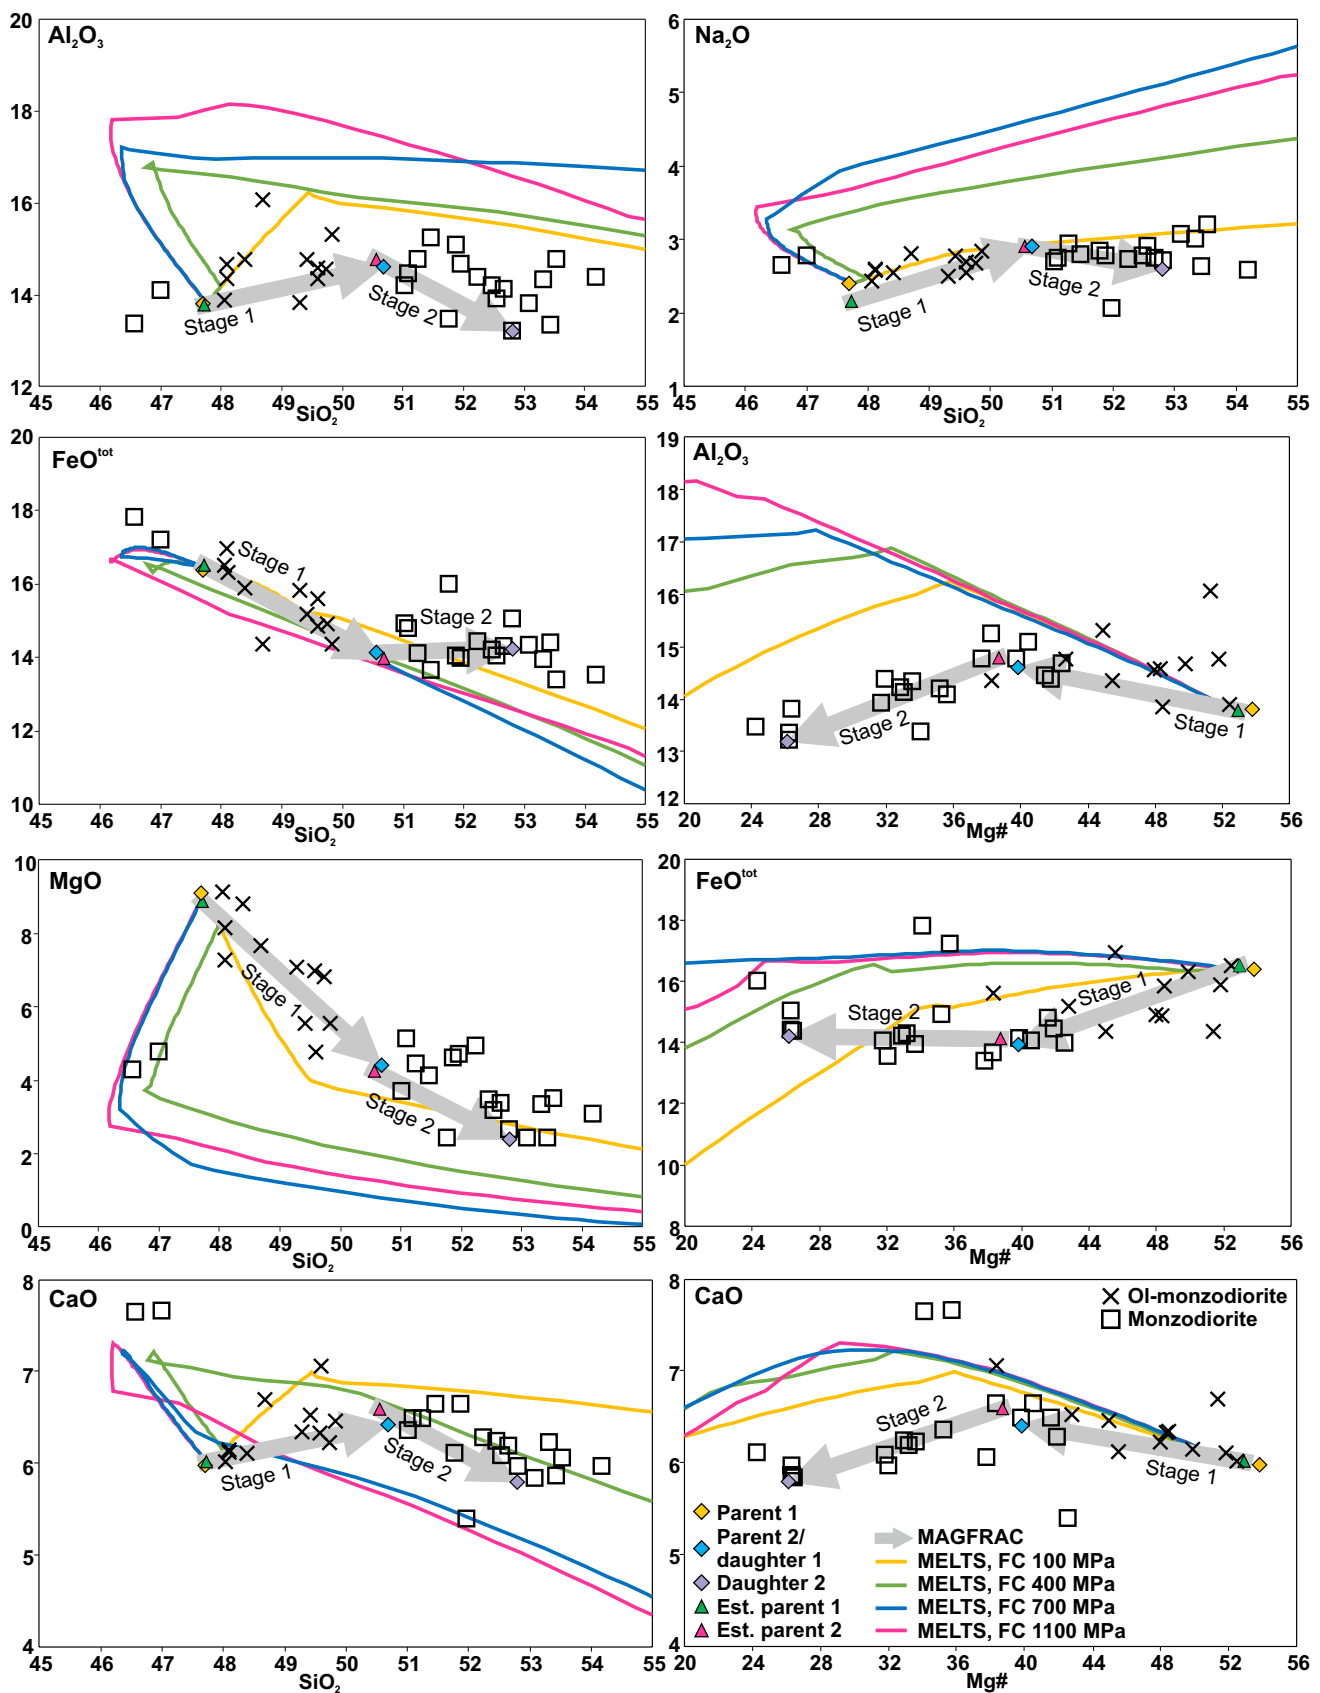 Al₂O₃
20
18
16
14
12
Stage 1
Stage 2
45 46 47 48 49 50 51 52 53 54 55
SiO₂
Na₂O
6
5
4
3
2
1
Stage 1
Stage 2
45 46 47 48 49 50 51 52 53 54 55
SiO₂
FeOᵗᵒᵗ
20
18
16
14
12
10
Stage 1
Stage 2
45 46 47 48 49 50 51 52 53 54 55
SiO₂
Al₂O₃
19
18
17
16
15
14
13
12
Stage 2
Stage 1
20 24 28 32 36 40 44 48 52 56
Mg#
MgO
10
8
6
4
2
0
Stage 1
Stage 2
45 46 47 48 49 50 51 52 53 54 55
SiO₂
FeOᵗᵒᵗ
20
18
16
14
12
10
8
Stage 2
Stage 1
20 24 28 32 36 40 44 48 52 56
Mg#
CaO
8
7
6
5
4
Stage 1
Stage 2
45 46 47 48 49 50 51 52 53 54 55
SiO₂
CaO
8
7
6
5
4
Stage 2
Stage 1
Ol-monzodiorite
Monzodiorite
Parent 1
Parent 2/
daughter 1
Daughter 2
Est. parent 1
Est. parent 2
MAGFRAC
MELTS, FC 100 MPa
MELTS, FC 400 MPa
MELTS, FC 700 MPa
MELTS, FC 1100 MPa
20 24 28 32 36 40 44 48 52 56
Mg#